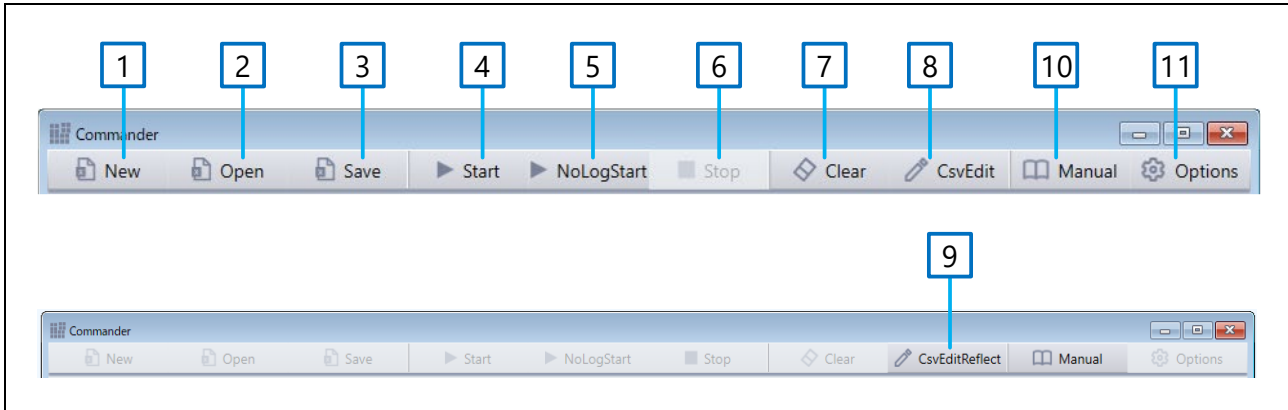 1 2 3 4 5 6 7 8 10 11
Commander
New Open Save Start NoLogStart Stop Clear CsvEdit Manual Options
9
Commander
New Open Save Start NoLogStart Stop Clear CsvEditReflect Manual Options